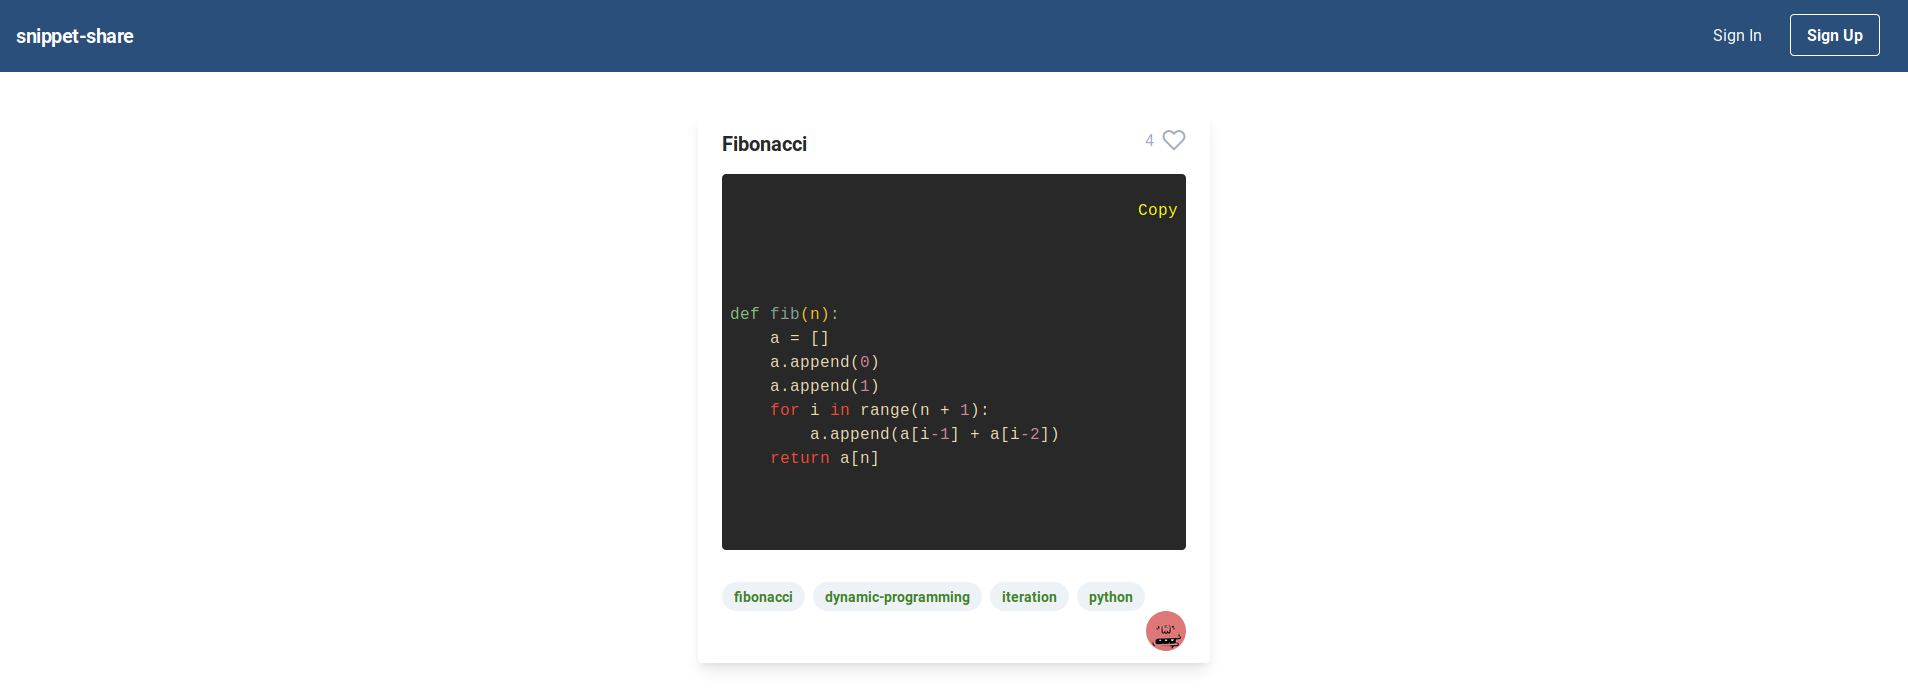 snippet-share
Sign In
Sign Up
Fibonacci
4
Copy
def fib(n):
    a = []
    a.append(0)
    a.append(1)
    for i in range(n + 1):
        a.append(a[i-1] + a[i-2])
    return a[n]
fibonacci dynamic-programming iteration python